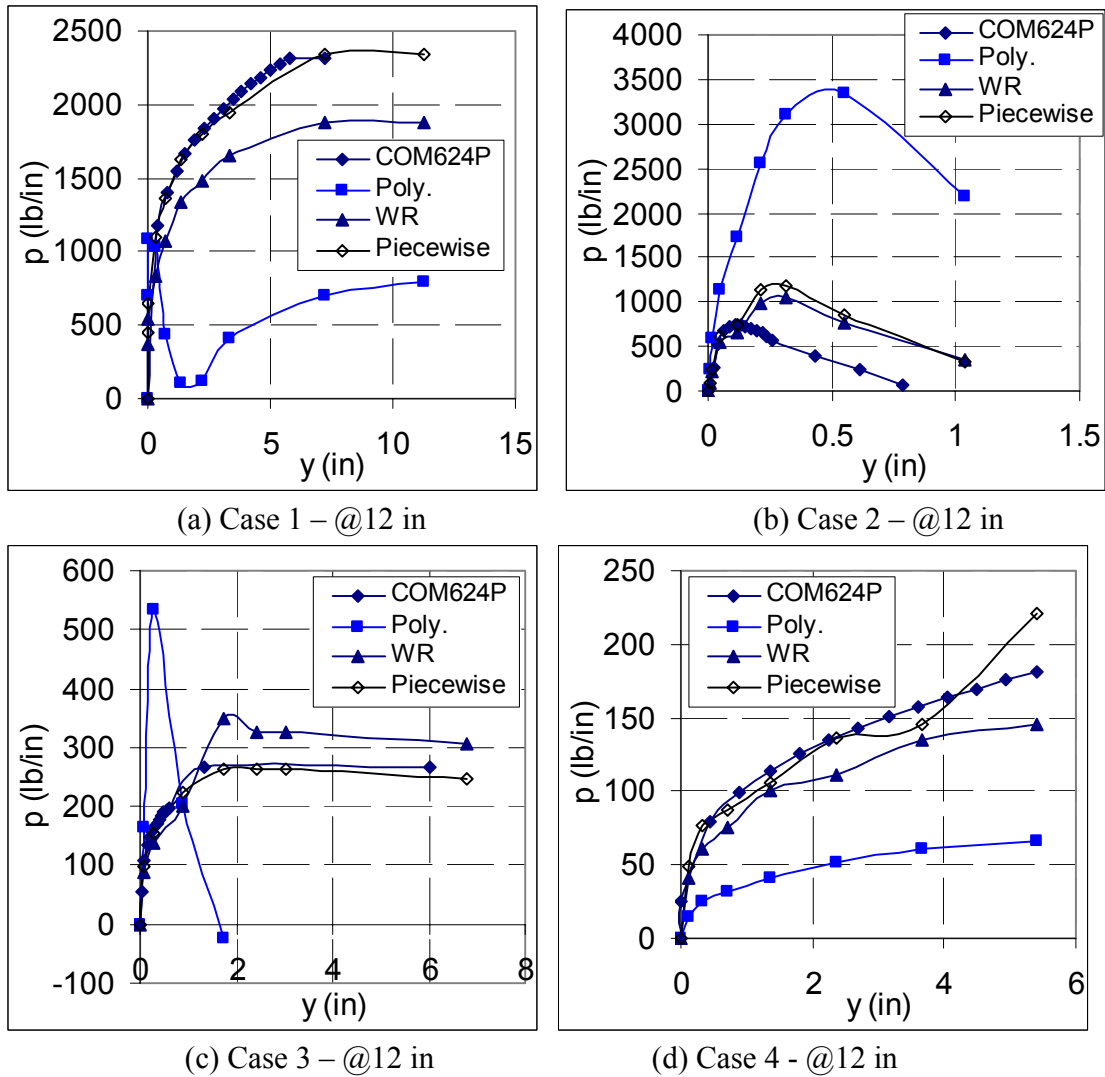 2500
2000
1500
1000
500
0
p (lb/in)
COM624P
Poly.
WR
Piecewise
0 5 10 15
y (in)
(a) Case 1 – @12 in
4000
3500
3000
2500
2000
1500
1000
500
0
p (lb/in)
COM624P
Poly.
WR
Piecewise
0 0.5 1 1.5
y (in)
(b) Case 2 – @12 in
600
500
400
300
200
100
0
-100
p (lb/in)
COM624P
Poly.
WR
Piecewise
0 2 4 6 8
y (in)
(c) Case 3 – @12 in
250
200
150
100
50
0
p (lb/in)
COM624P
Poly.
WR
Piecewise
0 2 4 6
y (in)
(d) Case 4 - @12 in